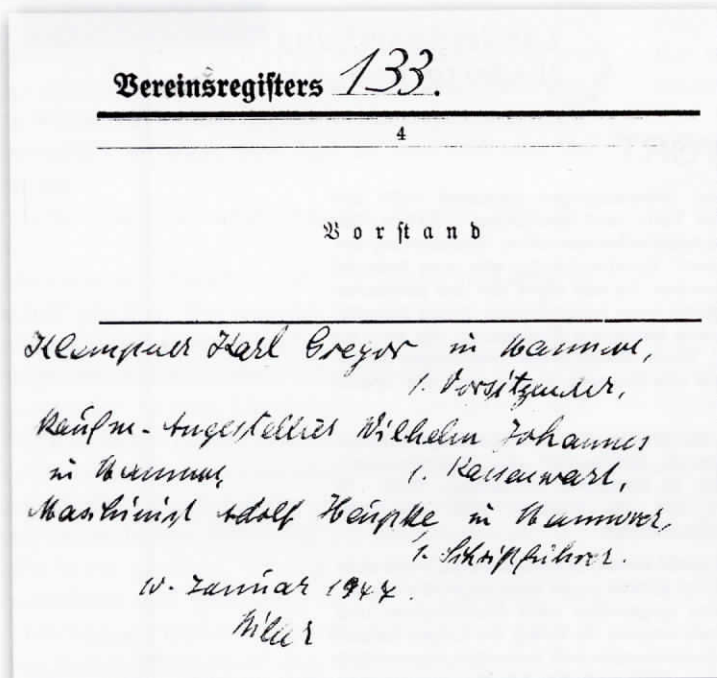 Vereinsregisters 133.
4
Vorstand
Klempner Karl Gregor in Hannover,
1. Vorsitzender,
Kaufm. Angestellter Wilhelm Johannes
in Hannover, 1. Kassenwart,
Maschinist Adolf Heupke, in Hannover,
1. Schriftführer.
10. Januar 1947.